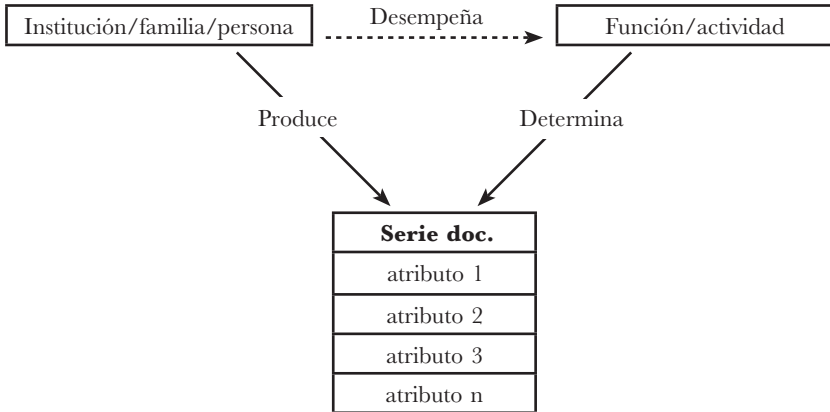 Institución/familia/persona
Desempeña
Función/actividad
Produce
Determina
Serie doc.
atributo 1
atributo 2
atributo 3
atributo n